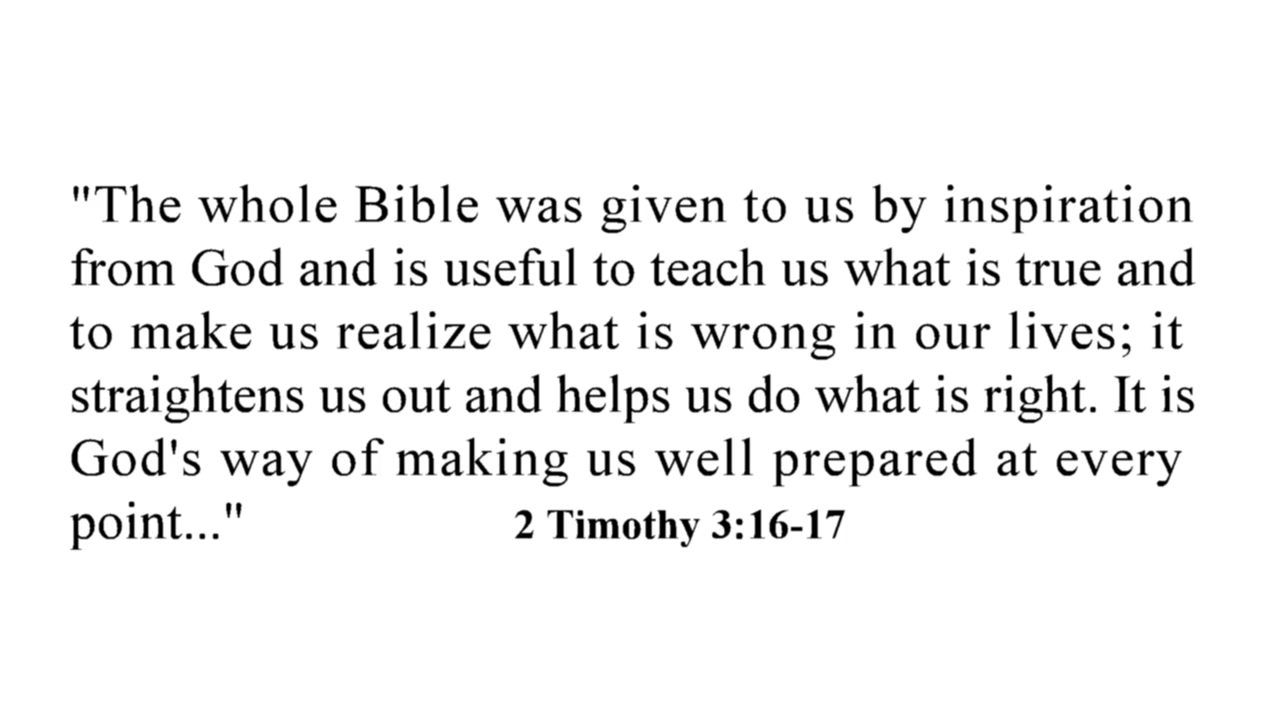 "The whole Bible was given to us by inspiration
from God and is useful to teach us what is true and
to make us realize what is wrong in our lives; it
straightens us out and helps us do what is right. It is
God's way of making us well prepared at every
point..." 2 Timothy 3:16-17